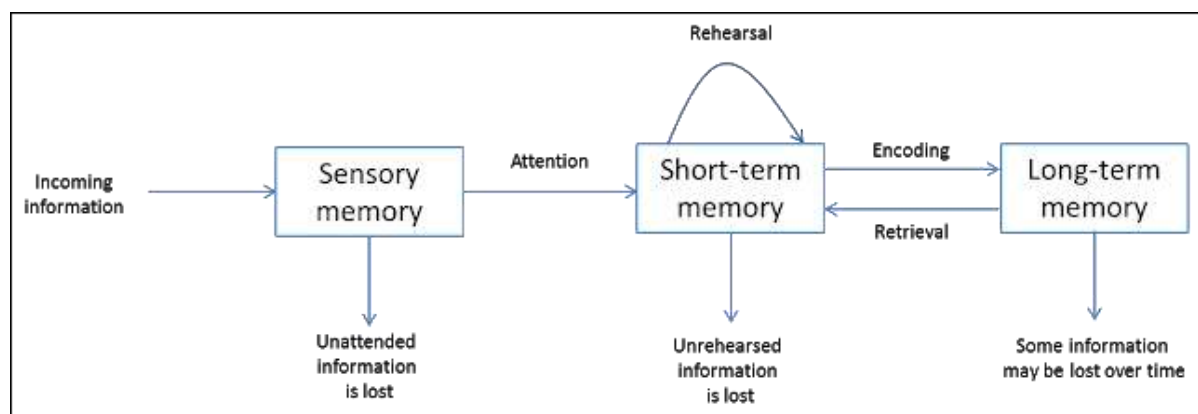 Rehearsal
Incoming
information
Sensory
memory
Attention
Short-term
memory
Encoding
Retrieval
Long-term
memory
Unattended
information
is lost
Unrehearsed
information
is lost
Some information
may be lost over time